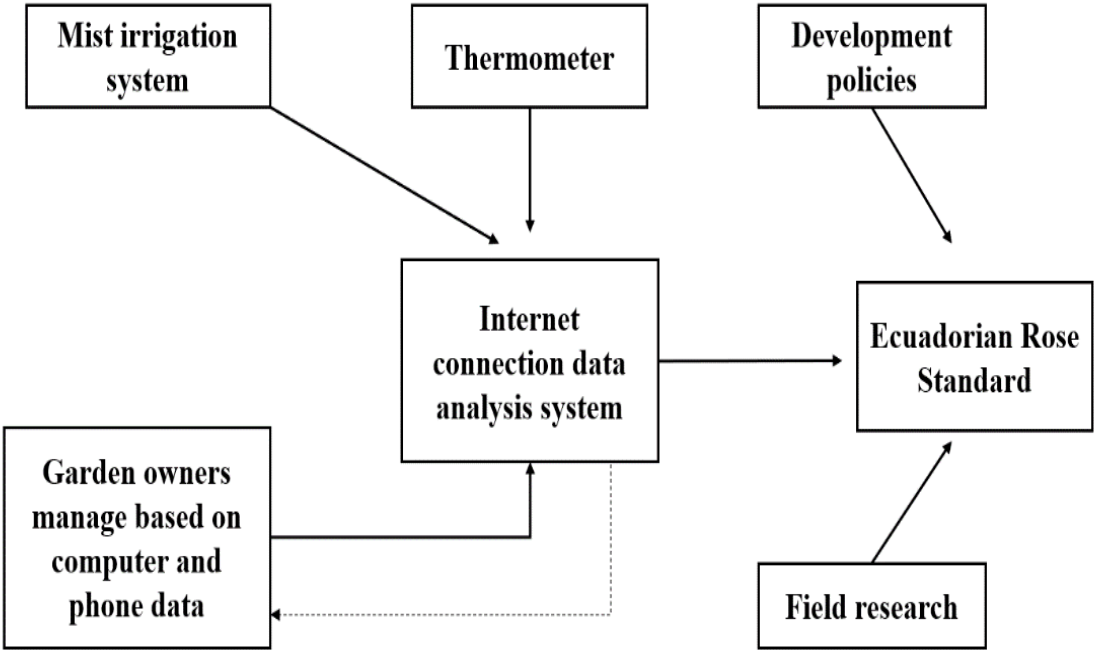 Mist irrigation
system
Thermometer
Development
policies
Internet
connection data
analysis system
Ecuadorian Rose
Standard
Garden owners
manage based on
computer and
phone data
Field research